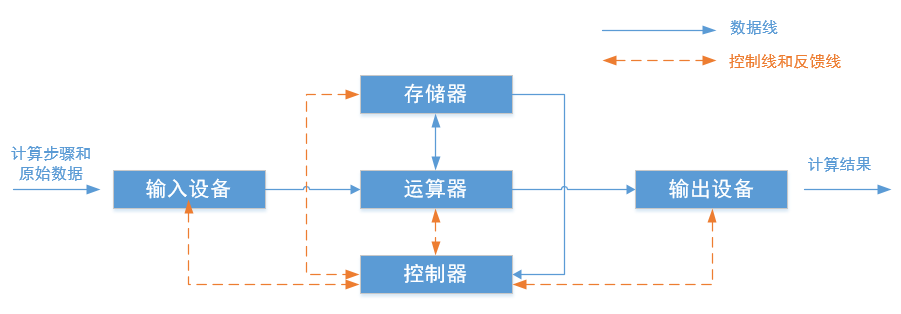 数据线
控制线和反馈线
存储器
计算步骤和
原始数据
输入设备
运算器
输出设备
计算结果
控制器